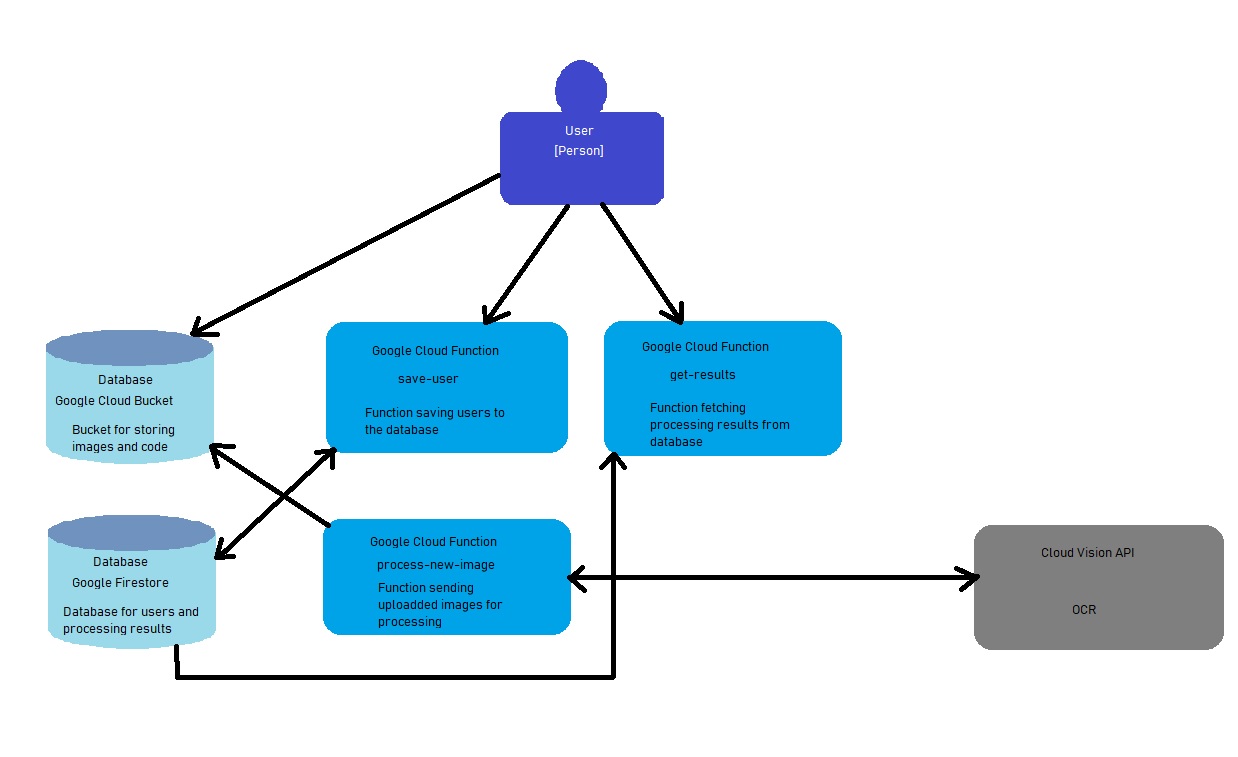 User
[Person]
Database
Google Cloud Bucket
Bucket for storing
images and code
Google Cloud Function
save-user
Function saving users to
the database
Google Cloud Function
get-results
Function fetching
processing results from
database
Database
Google Firestore
Database for users and
processing results
Google Cloud Function
process-new-image
Function sending
uploadded images for
processing
Cloud Vision API
OCR